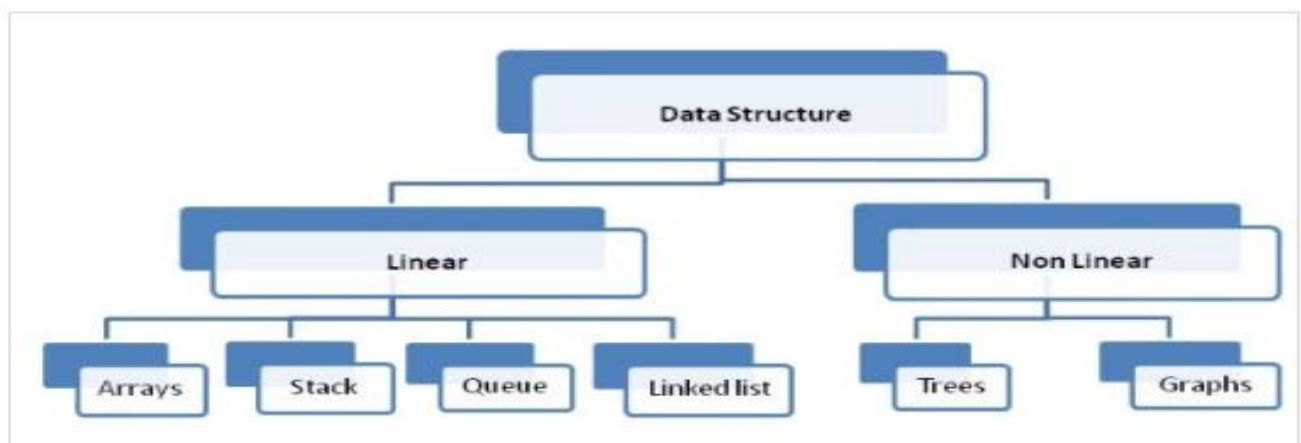 Data Structure
Linear
Non Linear
Arrays
Stack
Queue
Linked list
Trees
Graphs